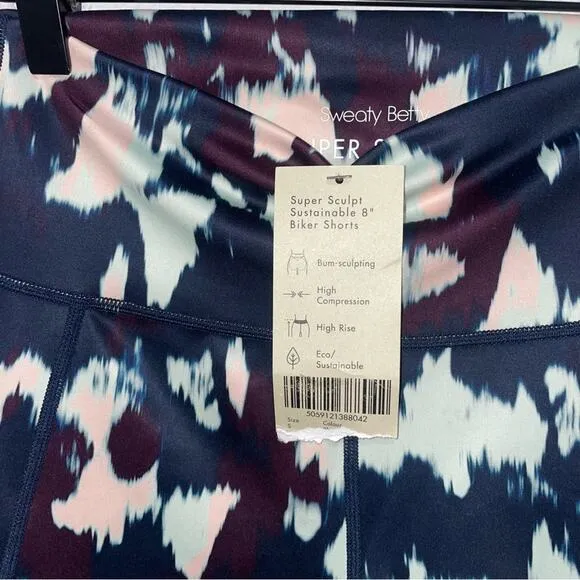 Sweaty Betty
Super Sculpt
Sustainable 8"
Biker Shorts
Bum-sculpting
High
Compression
High Rise
Eco/
Sustainable
5059121388042
Size
Colour
S